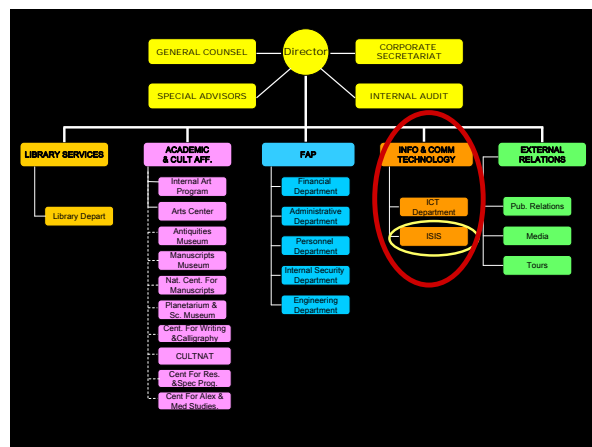 GENERAL COUNSEL
Director
CORPORATE
SECRETARIAT
SPECIAL ADVISORS
INTERNAL AUDIT
LIBRARY SERVICES
Library Depart
ACADEMIC
& CULT AFF.
Internal Art
Program
Arts Center
Antiquities
Museum
Manuscripts
Museum
Nat. Cent. For
Manuscripts
Planetarium &
Sc. Museum
Cent. For Writing
&Calligraphy
CULTNAT
Cent For Res.
&Spec Prog.
Cent For Alex &
Med Studies.
FAP
Financial
Department
Administrative
Department
Personnel
Department
Internal Security
Department
Engineering
Department
INFO & COMM
TECHNOLOGY
ICT
Department
ISIS
EXTERNAL
RELATIONS
Pub. Relations
Media
Tours